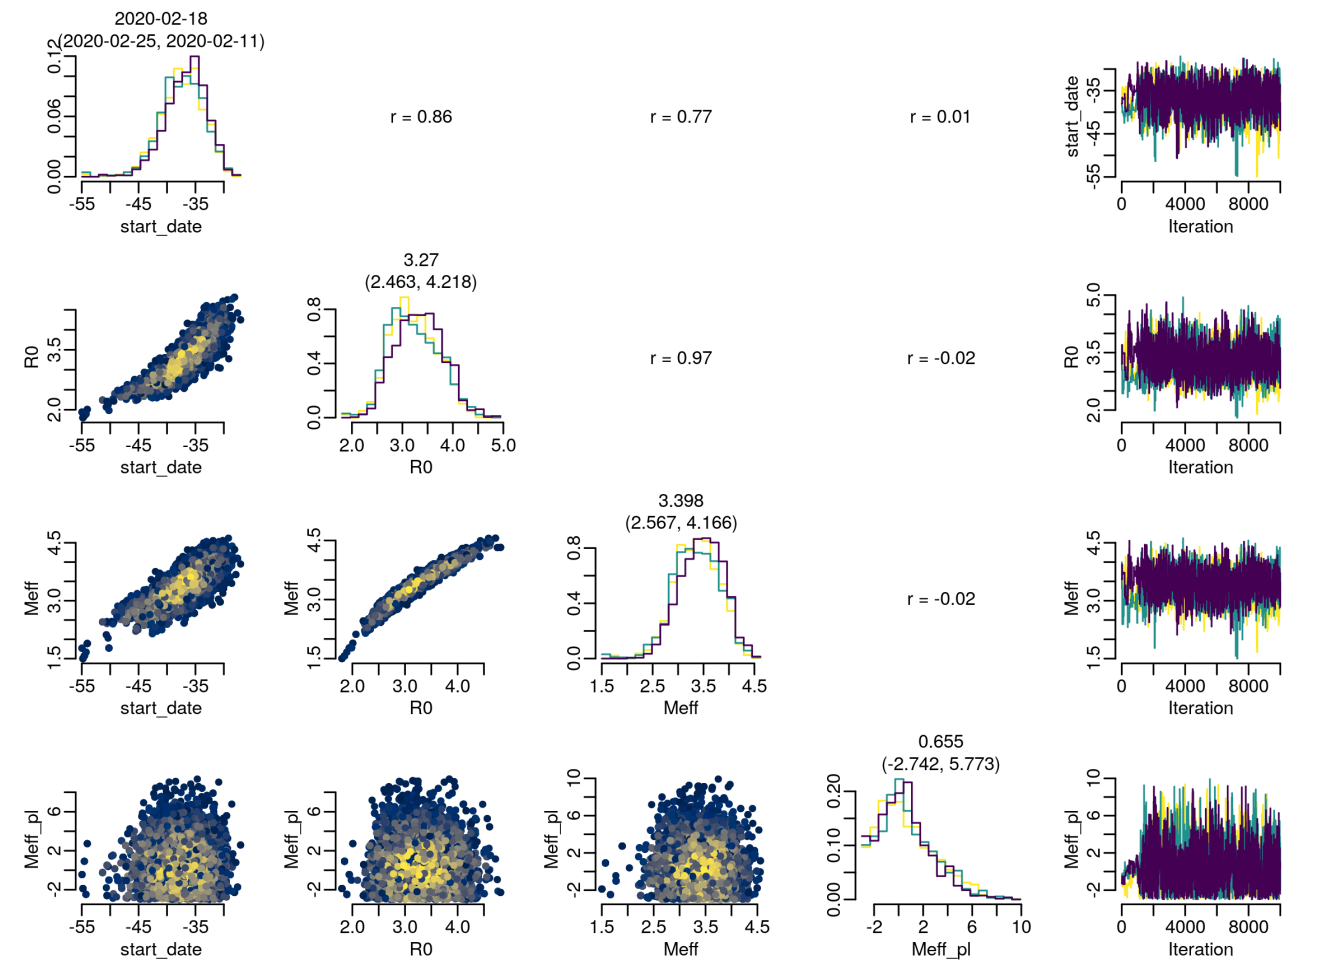 2020-02-18
(2020-02-25, 2020-02-11)
0.00 0.06 0.12
-55 -45 -35
start_date
r = 0.86
r = 0.77
r = 0.01
start_date
-55 -45 -35
0 4000 8000
Iteration
R0
2.0 3.5
-55 -45 -35
start_date
3.27
(2.463, 4.218)
0.0 0.4 0.8
2.0 3.0 4.0 5.0
R0
r = 0.97
r = -0.02
R0
2.0 3.5 5.0
0 4000 8000
Iteration
Meff
1.5 3.0 4.5
-55 -45 -35
start_date
Meff
1.5 3.0 4.5
2.0 3.0 4.0
R0
3.398
(2.567, 4.166)
0.0 0.4 0.8
1.5 2.5 3.5 4.5
Meff
r = -0.02
Meff
1.5 3.0 4.5
0 4000 8000
Iteration
Meff_pl
-2 2 6
-55 -45 -35
start_date
Meff_pl
-2 2 6
2.0 3.0 4.0
R0
Meff_pl
-2 2 6 10
1.5 2.5 3.5 4.5
Meff
0.655
(-2.742, 5.773)
0.00 0.10 0.20
-2 2 6 10
Meff_pl
Meff_pl
-2 2 6 10
0 4000 8000
Iteration